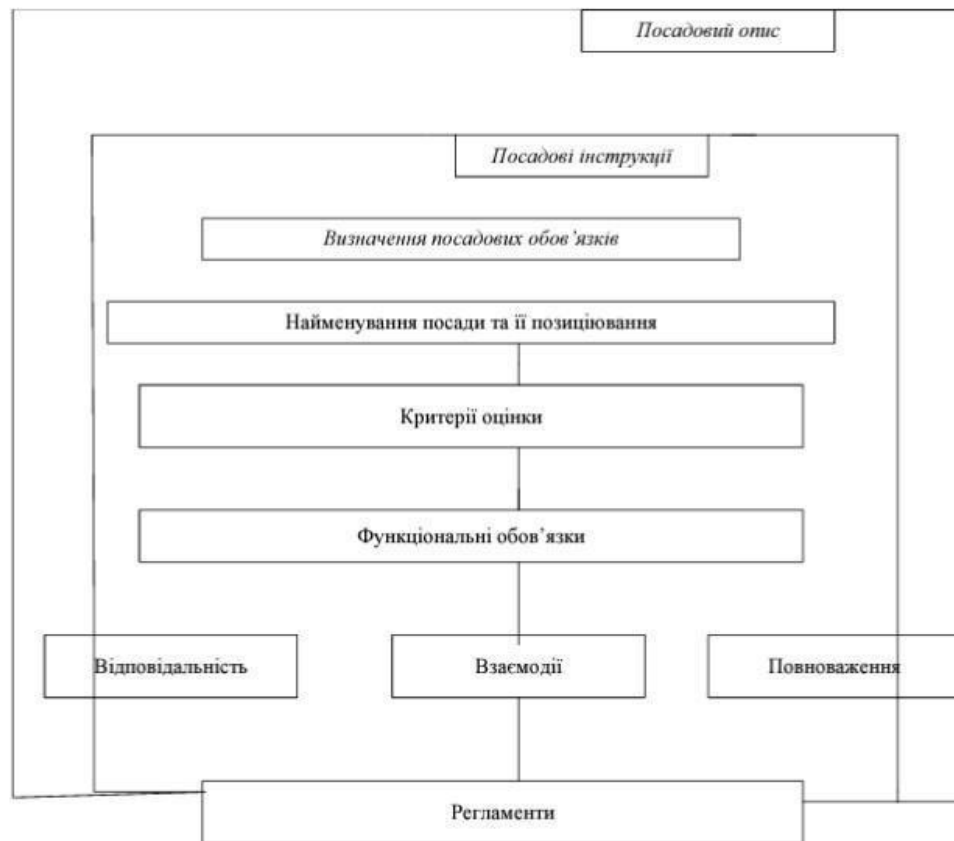 Посадовий опис
Посадові інструкції
Визначення посадових обов’язків
Найменування посади та її позиціювання
Критерії оцінки
Функціональні обов’язки
Відповідальність
Взаємодії
Повноваження
Регламенти